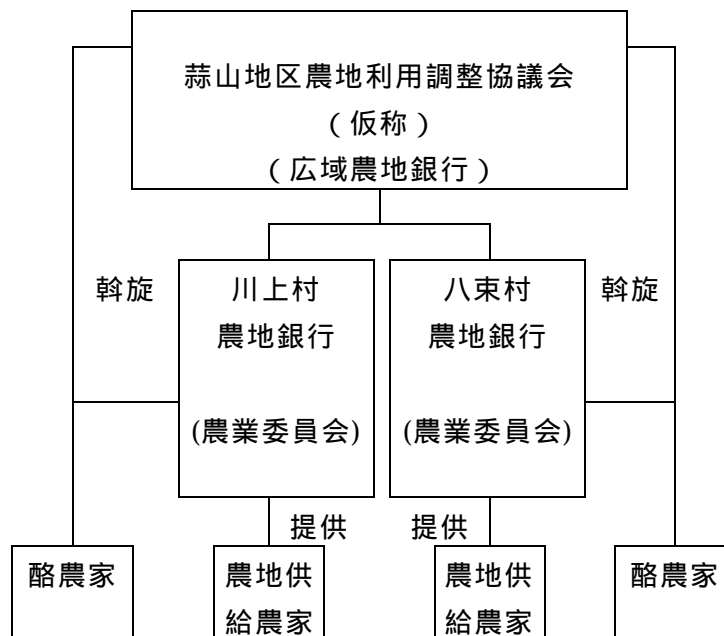 蒜山地区農地利用調整協議会
(仮称)
(広域農地銀行)
斡旋
川上村
農地銀行
(農業委員会)
八束村
農地銀行
(農業委員会)
斡旋
提供
提供
酪農家
農地供
給農家
農地供
給農家
酪農家